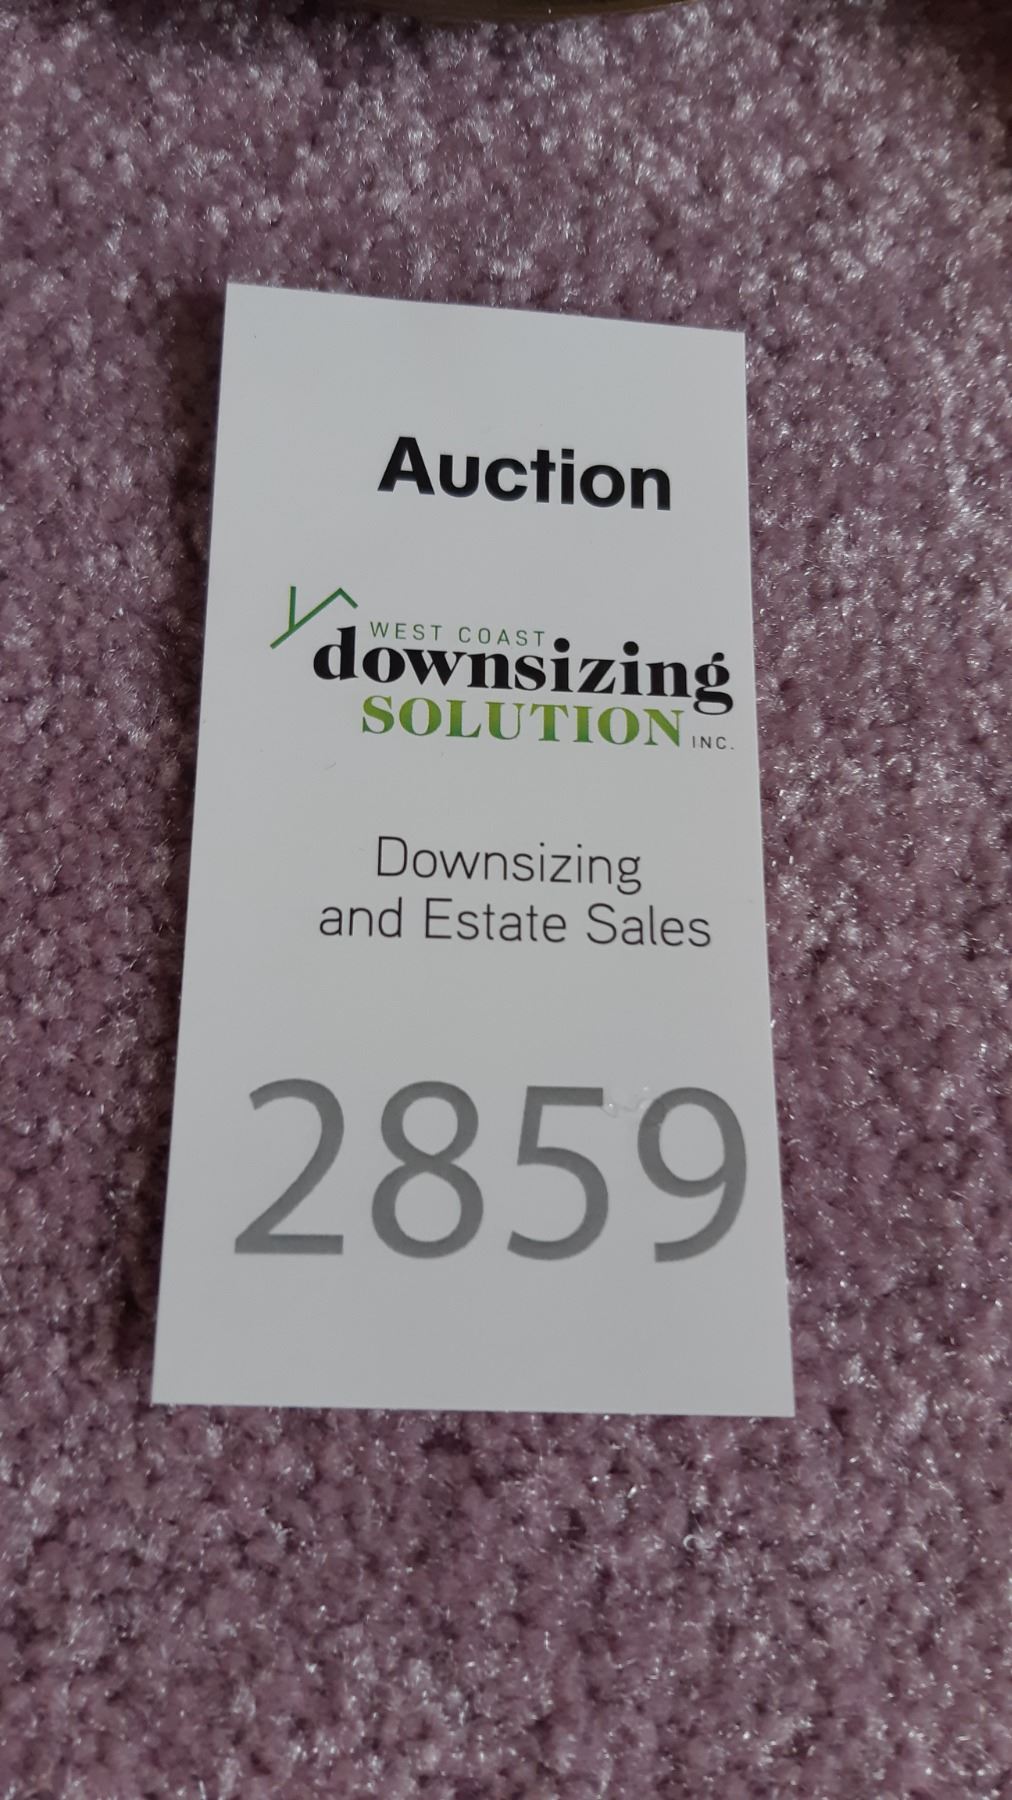 Auction
WEST COAST
downsizing
SOLUTION INC.
Downsizing
and Estate Sales
2859